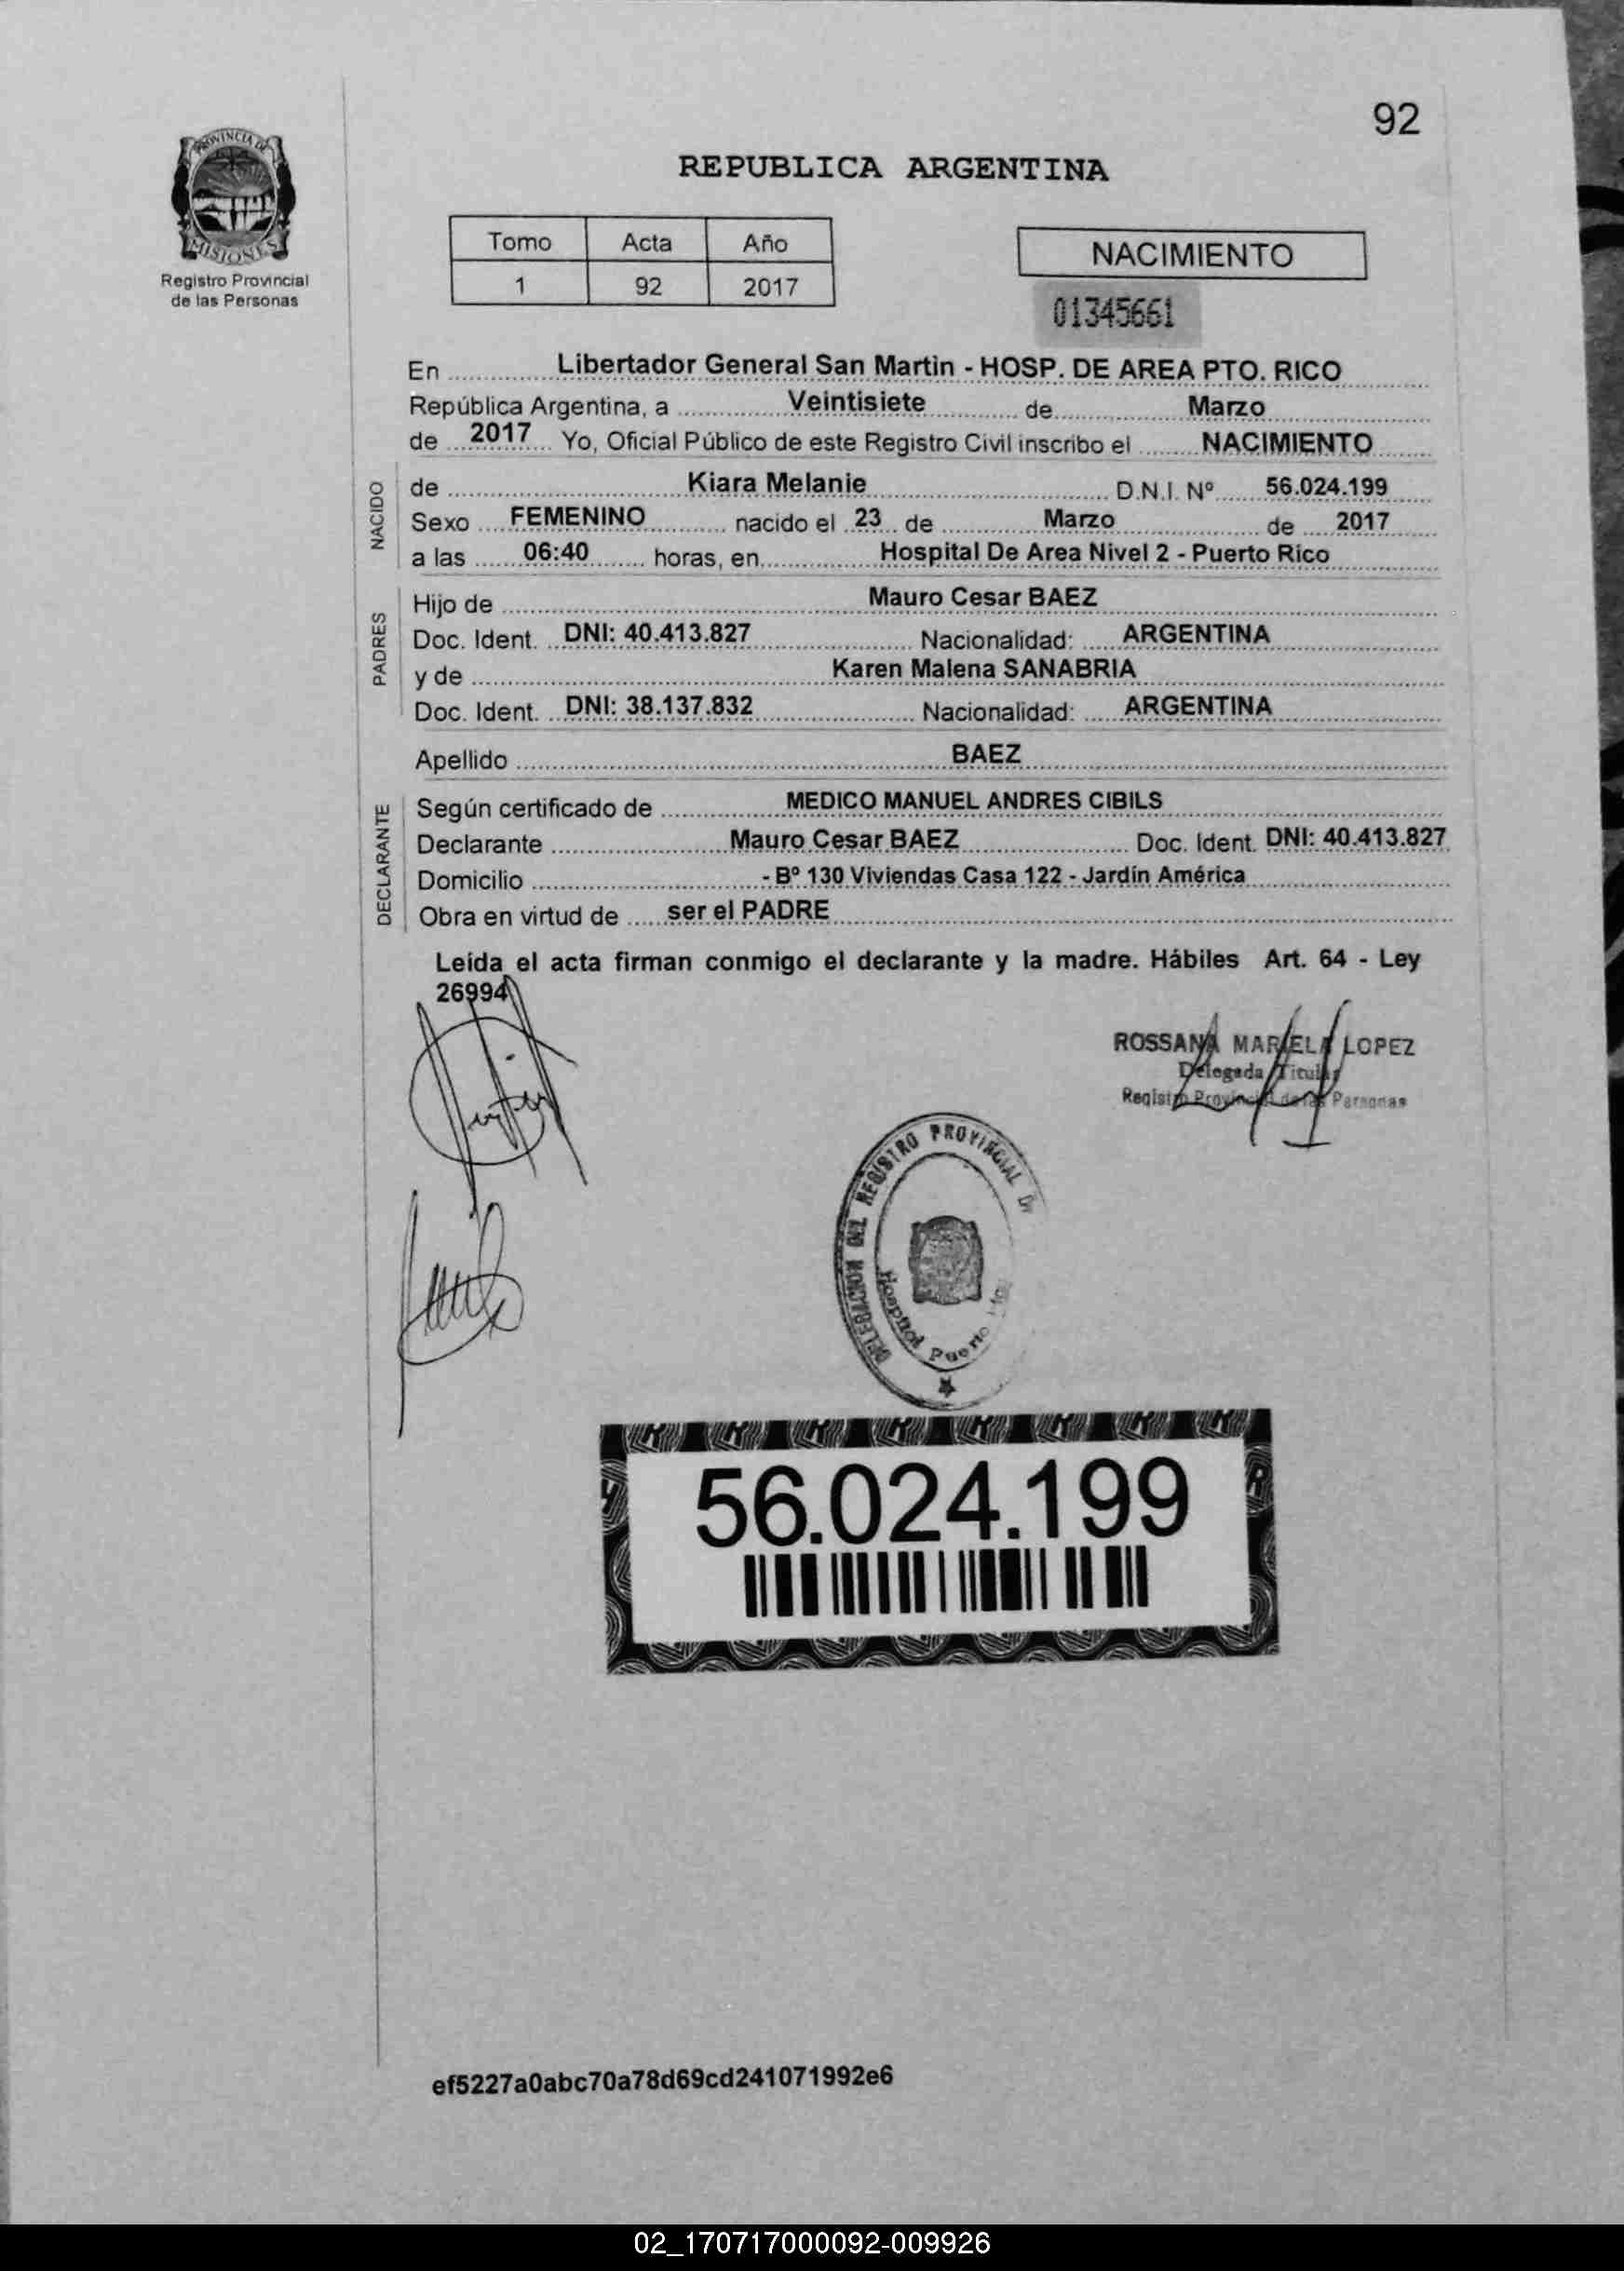 92
PROVINCIA DE
MISIONES
Registro Provincial
de las Personas
REPUBLICA ARGENTINA
Tomo Acta Año
1 92 2017
NACIMIENTO
01345661
En Libertador General San Martin - HOSP. DE AREA PTO. RICO
República Argentina, a Veintisiete de Marzo
de 2017 Yo, Oficial Público de este Registro Civil inscribo el NACIMIENTO
NACIDO
de Kiara Melanie D.N.I. Nº 56.024.199
Sexo FEMENINO nacido el 23 de Marzo de 2017
a las 06:40 horas, en Hospital De Area Nivel 2 - Puerto Rico
PADRES
Hijo de Mauro Cesar BAEZ
Doc. Ident. DNI: 40.413.827 Nacionalidad: ARGENTINA
y de Karen Malena SANABRIA
Doc. Ident. DNI: 38.137.832 Nacionalidad: ARGENTINA
Apellido BAEZ
DECLARANTE
Según certificado de MEDICO MANUEL ANDRES CIBILS
Declarante Mauro Cesar BAEZ Doc. Ident. DNI: 40.413.827
Domicilio - Bº 130 Viviendas Casa 122 - Jardín América
Obra en virtud de ser el PADRE
Leída el acta firman conmigo el declarante y la madre. Hábiles Art. 64 - Ley
26994
ROSSANA MARIELA LOPEZ
Delegada Titular
Registro Provincial de las Personas
DELEGACION DEL REGISTRO PROVINCIAL DE
Hospital Puerto
56.024.199
ef5227a0abc70a78d69cd241071992e6
02_170717000092-009926